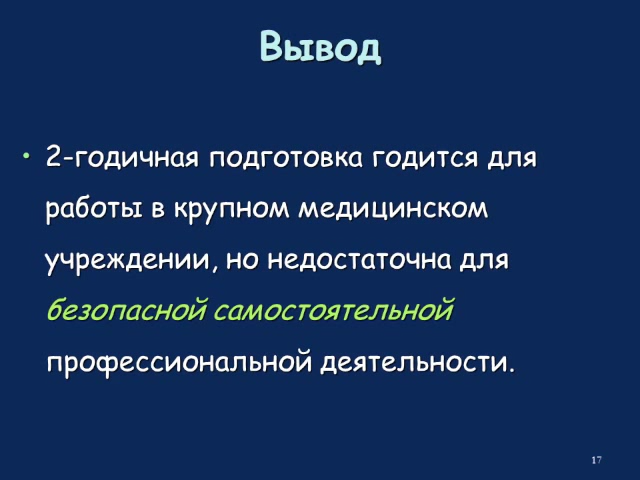 Вывод
• 2-годичная подготовка годится для
работы в крупном медицинском
учреждении, но недостаточна для
безопасной самостоятельной
профессиональной деятельности.
17